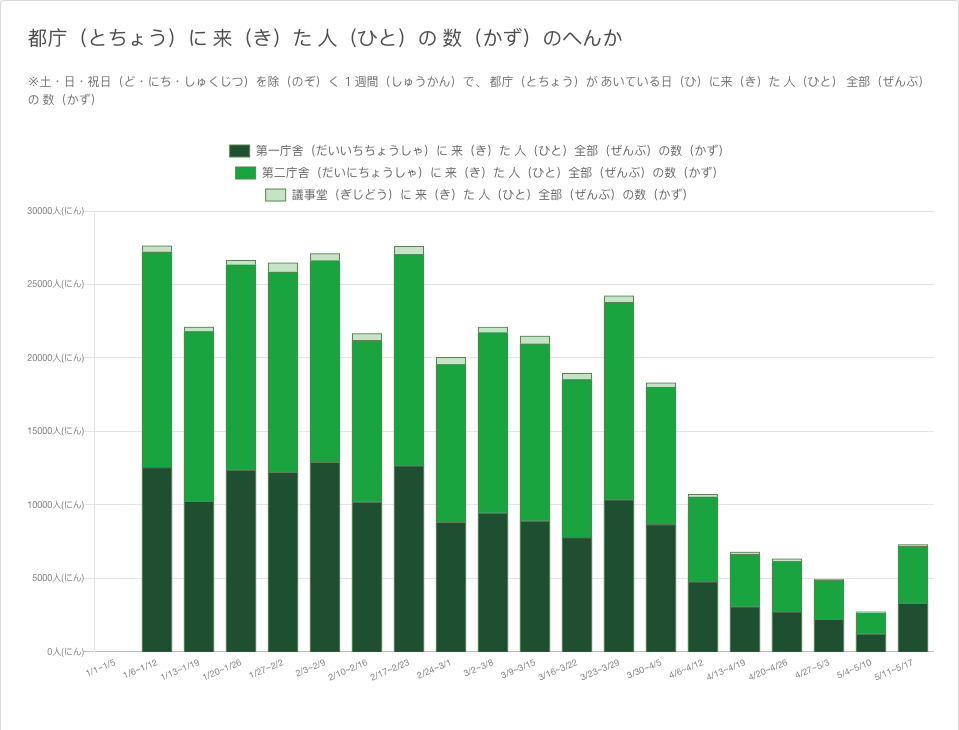 都庁（とちょう）に 来（き）た 人（ひと）の 数（かず）のへんか
※土・日・祝日（ど・にち・しゅくじつ）を除（のぞ）く 1 週間（しゅうかん）で、 都庁（とちょう）が あいている日（ひ）に来（き）た 人（ひと） 全部（ぜんぶ）
の 数（かず）
第一庁舎（だいいちちょうしゃ）に 来（き）た 人（ひと）全部（ぜんぶ）の数（かず）
第二庁舎（だいにちょうしゃ）に 来（き）た 人（ひと）全部（ぜんぶ）の数（かず）
議事堂（ぎじどう）に 来（き）た 人（ひと）全部（ぜんぶ）の数（かず）
30000人(にん)
25000人(にん)
20000人(にん)
15000人(にん)
10000人(にん)
5000人(にん)
0人(にん)
1/1~1/5 1/6~1/12 1/13~1/19 1/20~1/26 1/27~2/2 2/3~2/9 2/10~2/16 2/17~2/23 2/24~3/1 3/2~3/8 3/9~3/15 3/16~3/22 3/23~3/29 3/30~4/5 4/6~4/12 4/13~4/19 4/20~4/26 4/27~5/3 5/4~5/10 5/11~5/17